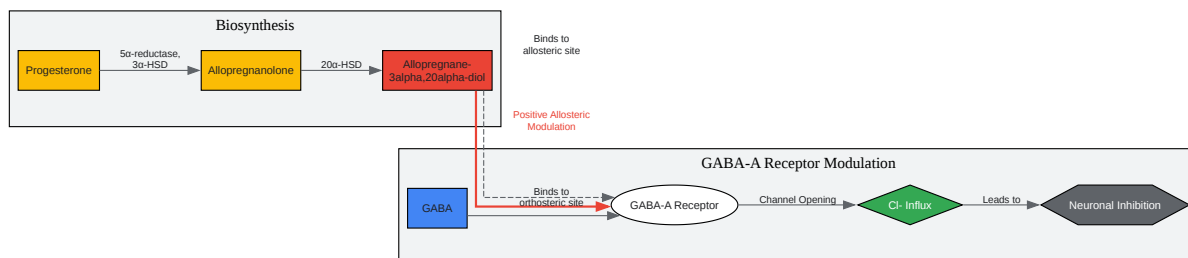 Biosynthesis
Progesterone
5α-reductase,
3α-HSD
Allopregnanolone
20α-HSD
Allopregnane-
3alpha,20alpha-diol
Binds to
allosteric site
Positive Allosteric
Modulation
GABA-A Receptor Modulation
GABA
Binds to
orthosteric site
GABA-A Receptor
Channel Opening
Cl- Influx
Leads to
Neuronal Inhibition